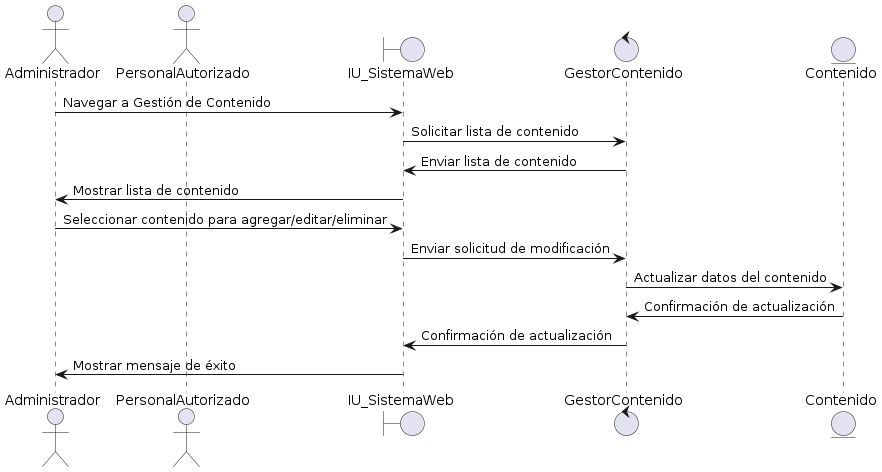 Administrador
PersonalAutorizado
IU_SistemaWeb
GestorContenido
Contenido
Navegar a Gestión de Contenido
Solicitar lista de contenido
Enviar lista de contenido
Mostrar lista de contenido
Seleccionar contenido para agregar/editar/eliminar
Enviar solicitud de modificación
Actualizar datos del contenido
Confirmación de actualización
Confirmación de actualización
Mostrar mensaje de éxito
Administrador
PersonalAutorizado
IU_SistemaWeb
GestorContenido
Contenido